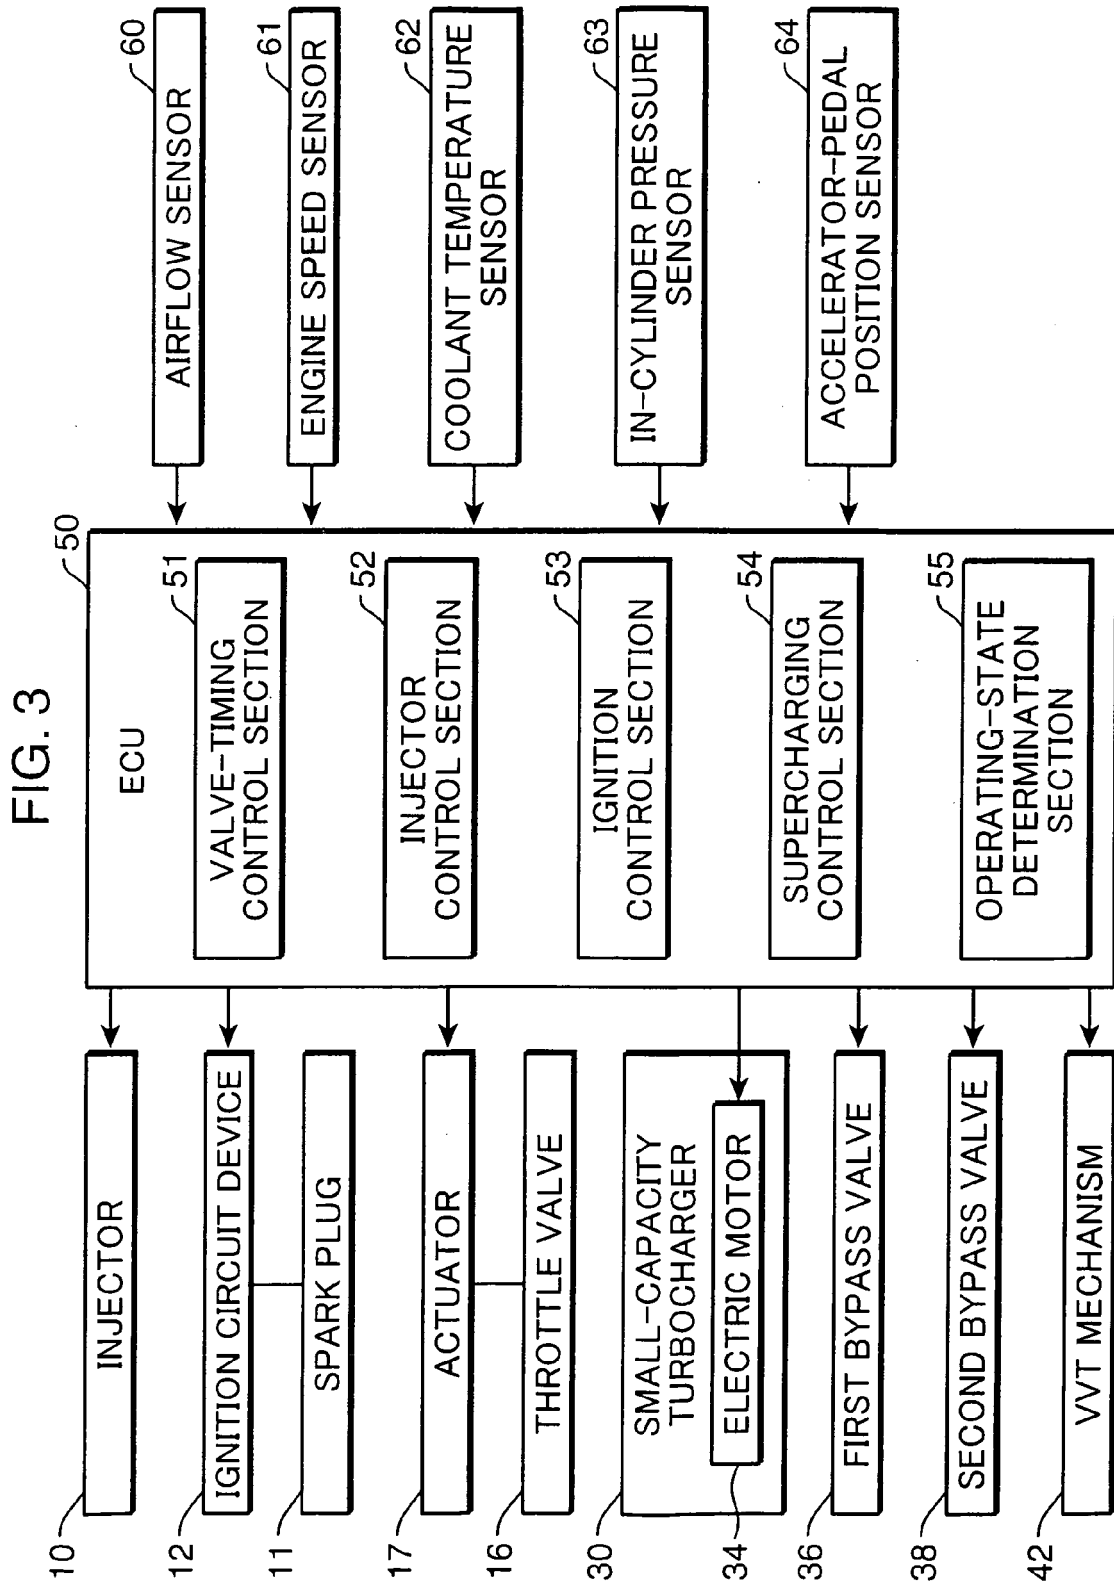 FIG. 3
60
AIRFLOW SENSOR
61
ENGINE SPEED SENSOR
62
COOLANT TEMPERATURE
SENSOR
63
IN-CYLINDER PRESSURE
SENSOR
64
ACCELERATOR-PEDAL
POSITION SENSOR
50
ECU
51
VALVE-TIMING
CONTROL SECTION
52
INJECTOR
CONTROL SECTION
53
IGNITION
CONTROL SECTION
54
SUPERCHARGING
CONTROL SECTION
55
OPERATING-STATE
DETERMINATION
SECTION
10
INJECTOR
12
IGNITION CIRCUIT DEVICE
11
SPARK PLUG
17
ACTUATOR
16
THROTTLE VALVE
30
SMALL-CAPACITY
TURBOCHARGER
34
ELECTRIC MOTOR
36
FIRST BYPASS VALVE
38
SECOND BYPASS VALVE
42
VVT MECHANISM